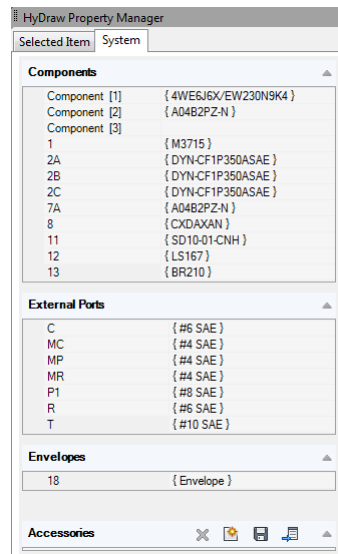 HyDraw Property Manager
Selected Item System
Components
Component [1] { 4WE6J6X/EW230N9K4 }
Component [2] { A04B2PZ-N }
Component [3]
1 { M3715 }
2A { DYN-CF1P350ASAE }
2B { DYN-CF1P350ASAE }
2C { DYN-CF1P350ASAE }
7A { A04B2PZ-N }
8 { CXDAXAN }
11 { SD10-01-CNH }
12 { LS167 }
13 { BR210 }
External Ports
C { #6 SAE }
MC { #4 SAE }
MP { #4 SAE }
MR { #4 SAE }
P1 { #8 SAE }
R { #6 SAE }
T { #10 SAE }
Envelopes
18 { Envelope }
Accessories